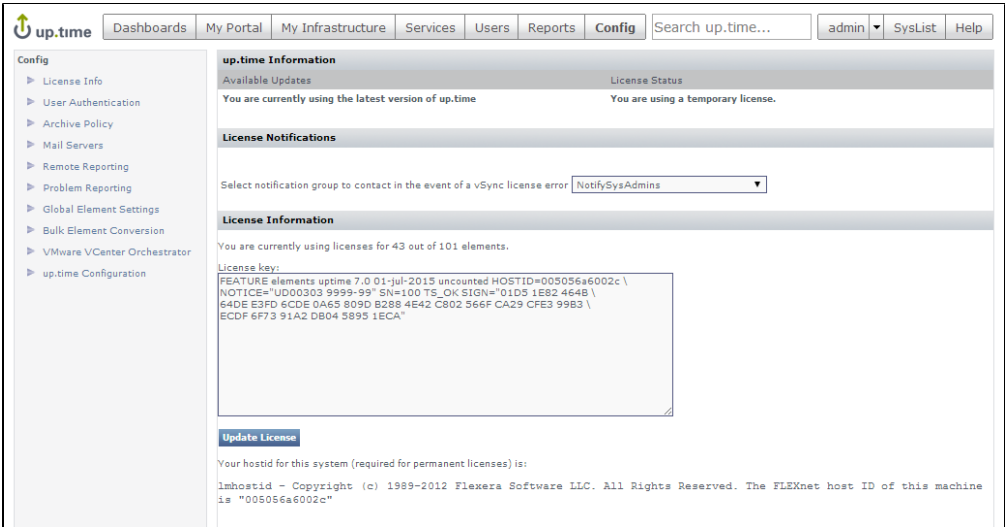 up.time
Dashboards My Portal My Infrastructure Services Users Reports Config Search up.time... admin SysList Help
Config
License Info
User Authentication
Archive Policy
Mail Servers
Remote Reporting
Problem Reporting
Global Element Settings
Bulk Element Conversion
VMware VCenter Orchestrator
up.time Configuration
up.time Information
Available Updates License Status
You are currently using the latest version of up.time You are using a temporary license.
License Notifications
Select notification group to contact in the event of a vSync license error NotifySysAdmins
License Information
You are currently using licenses for 43 out of 101 elements.
License key:
FEATURE elements uptime 7.0 01-jul-2015 uncounted HOSTID=005056a6002c \
NOTICE="UD00303 9999-99" SN=100 TS_OK SIGN="01D5 1E82 464B \
64DE E3FD 6CDE 0A65 809D B288 4E42 C802 566F CA29 CFE3 99B3 \
ECDF 6F73 91A2 DB04 5895 1ECA"
Update License
Your hostid for this system (required for permanent licenses) is:
lmhostid - Copyright (c) 1989-2012 Flexera Software LLC. All Rights Reserved. The FLEXnet host ID of this machine
is "005056a6002c"